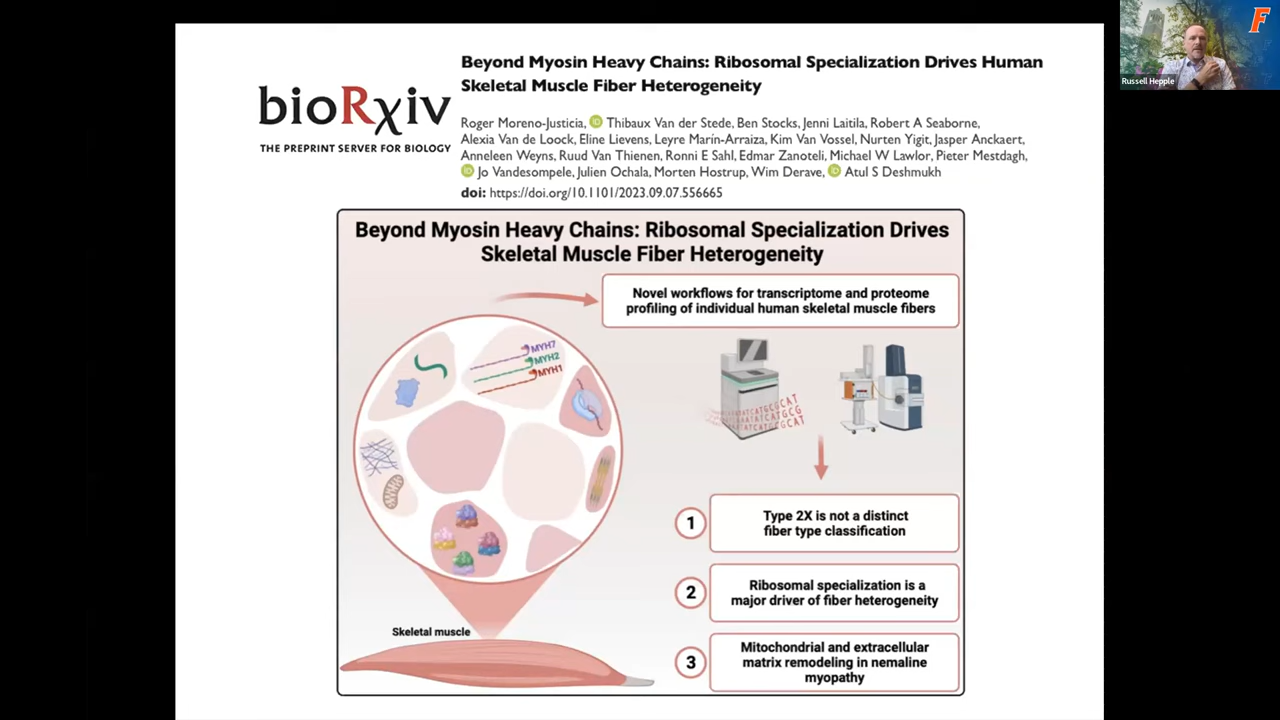 Beyond Myosin Heavy Chains: Ribosomal Specialization Drives Human
Skeletal Muscle Fiber Heterogeneity
bioRχiv
THE PREPRINT SERVER FOR BIOLOGY
Roger Moreno-Justicia, iD Thibaux Van der Stede, Ben Stocks, Jenni Laitila, Robert A Seaborne,
Alexia Van de Loock, Eline Lievens, Leyre Marín-Arraiza, Kim Van Vossel, Nurten Yigit, Jasper Anckaert,
Anneleen Weyns, Ruud Van Thienen, Ronni E Sahl, Edmar Zanoteli, Michael W Lawlor, Pieter Mestdagh,
iD Jo Vandesompele, Julien Ochala, Morten Hostrup, Wim Derave, iD Atul S Deshmukh
doi: https://doi.org/10.1101/2023.09.07.556665
F
Russell Hepple
Beyond Myosin Heavy Chains: Ribosomal Specialization Drives
Skeletal Muscle Fiber Heterogeneity
Novel workflows for transcriptome and proteome
profiling of individual human skeletal muscle fibers
MYH7
MYH2
MYH1
1
Type 2X is not a distinct
fiber type classification
2
Ribosomal specialization is a
major driver of fiber heterogeneity
3
Mitochondrial and extracellular
matrix remodeling in nemaline
myopathy
Skeletal muscle